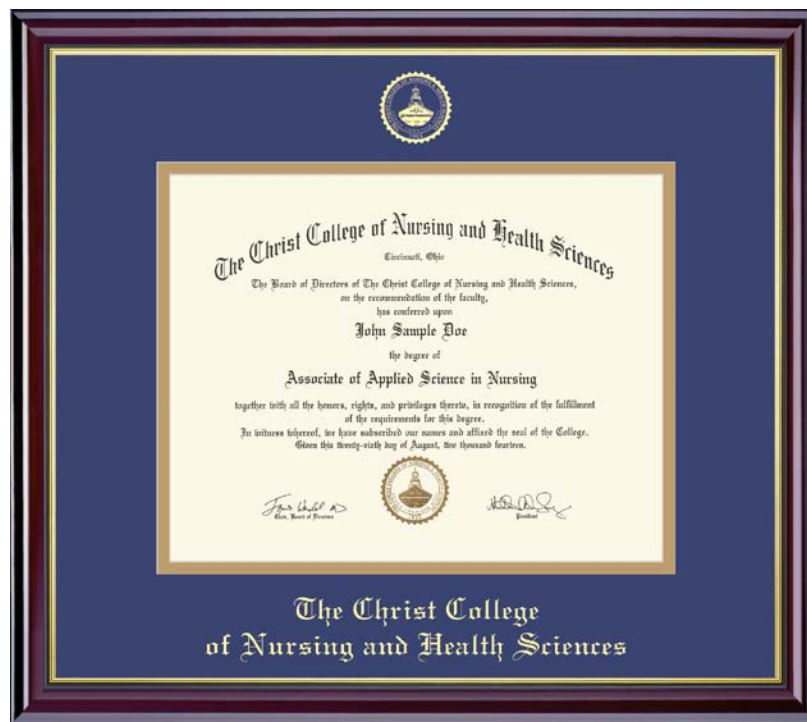 The Christ College of Nursing and Health Sciences
Cincinnati, Ohio
The Board of Directors of The Christ College of Nursing and Health Sciences,
on the recommendation of the faculty,
has conferred upon
John Sample Doe
the degree of
Associate of Applied Science in Nursing
together with all the honors, rights, and privileges thereto, in recognition of the fulfillment
of the requirements for this degree.
In witness whereof, we have subscribed our names and affixed the seal of the College.
Given this twenty-sixth day of August, two thousand fourteen.
Chair, Board of Directors
President
The Christ College
of Nursing and Health Sciences